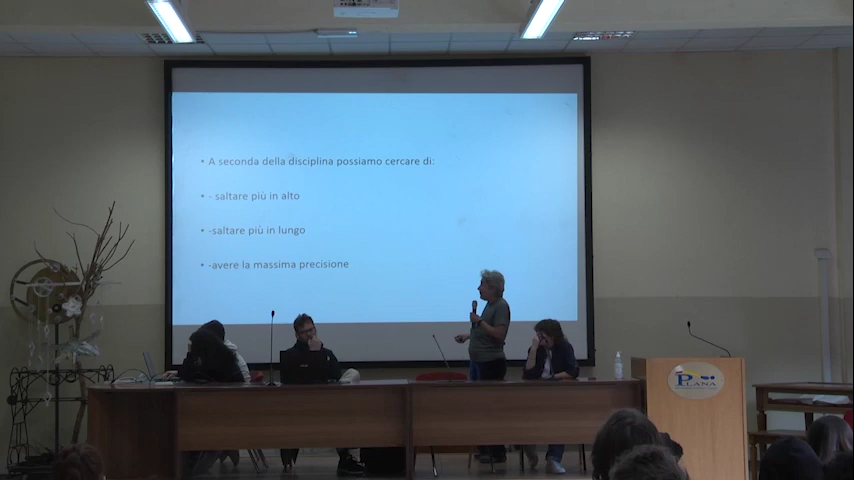 • A seconda della disciplina possiamo cercare di:
• - saltare più in alto
• -saltare più in lungo
• -avere la massima precisione
PLANA